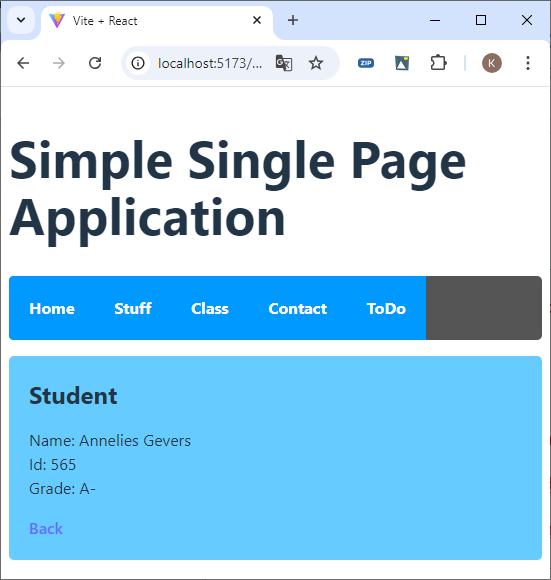 Vite + React
localhost:5173/...
ZIP
K
Simple Single Page
Application
Home Stuff Class Contact ToDo
Student
Name: Annelies Gevers
Id: 565
Grade: A-
Back